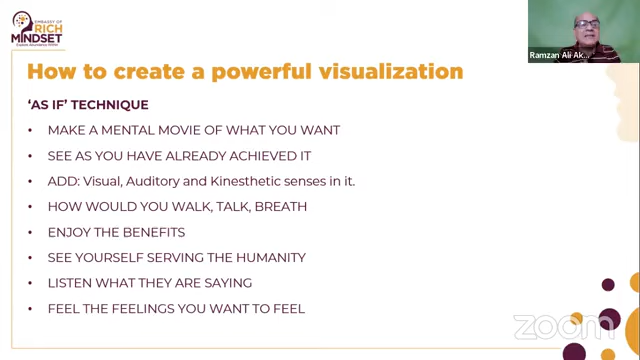 EMBASSY OF
RICH
MINDSET
Explore Abundance Within
How to create a powerful visualization
‘AS IF’ TECHNIQUE
• MAKE A MENTAL MOVIE OF WHAT YOU WANT
• SEE AS YOU HAVE ALREADY ACHIEVED IT
• ADD: Visual, Auditory and Kinesthetic senses in it.
• HOW WOULD YOU WALK, TALK, BREATH
• ENJOY THE BENEFITS
• SEE YOURSELF SERVING THE HUMANITY
• LISTEN WHAT THEY ARE SAYING
• FEEL THE FEELINGS YOU WANT TO FEEL
Ramzan Ali Ak...
zoom